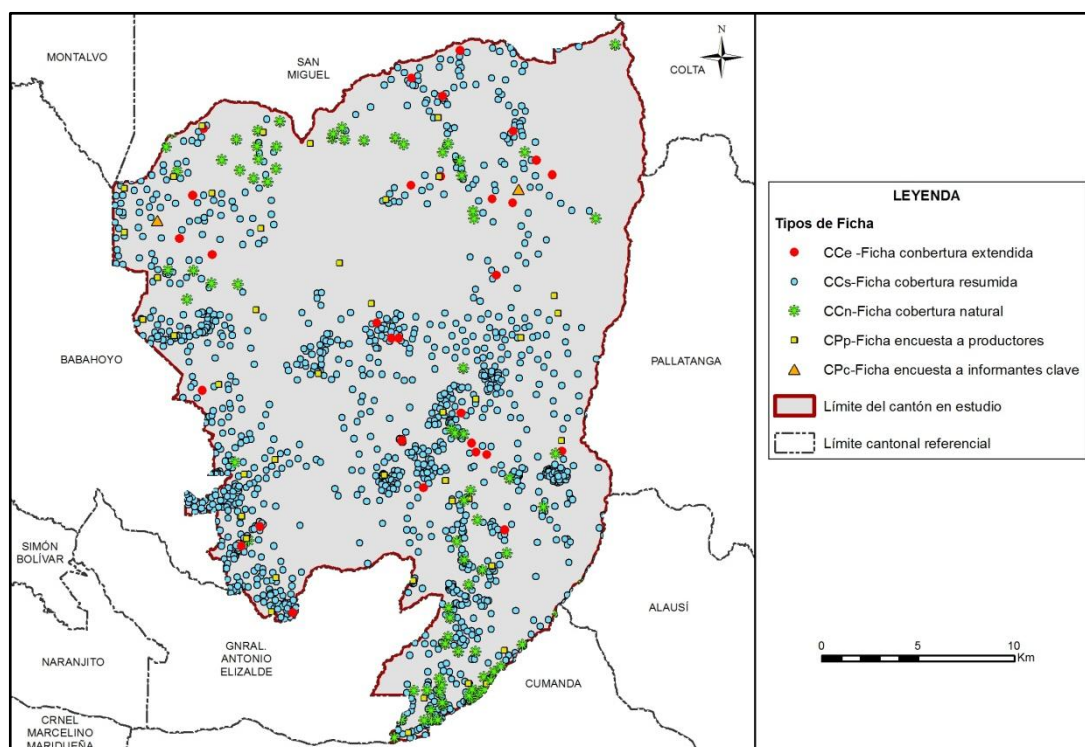 MONTALVO
SAN
MIGUEL
N
COLTA
BABAHOYO
PALLATANGA
SIMÓN
BOLÍVAR
ALAUSÍ
NARANJITO
GNRAL.
ANTONIO
ELIZALDE
CUMANDA
CRNEL
MARCELINO
MARIDUEÑA
LEYENDA
Tipos de Ficha
CCe -Ficha conbertura extendida
CCs-Ficha cobertura resumida
CCn-Ficha cobertura natural
CPp-Ficha encuesta a productores
CPc-Ficha encuesta a informantes clave
Límite del cantón en estudio
Límite cantonal referencial
0 5 10
Km